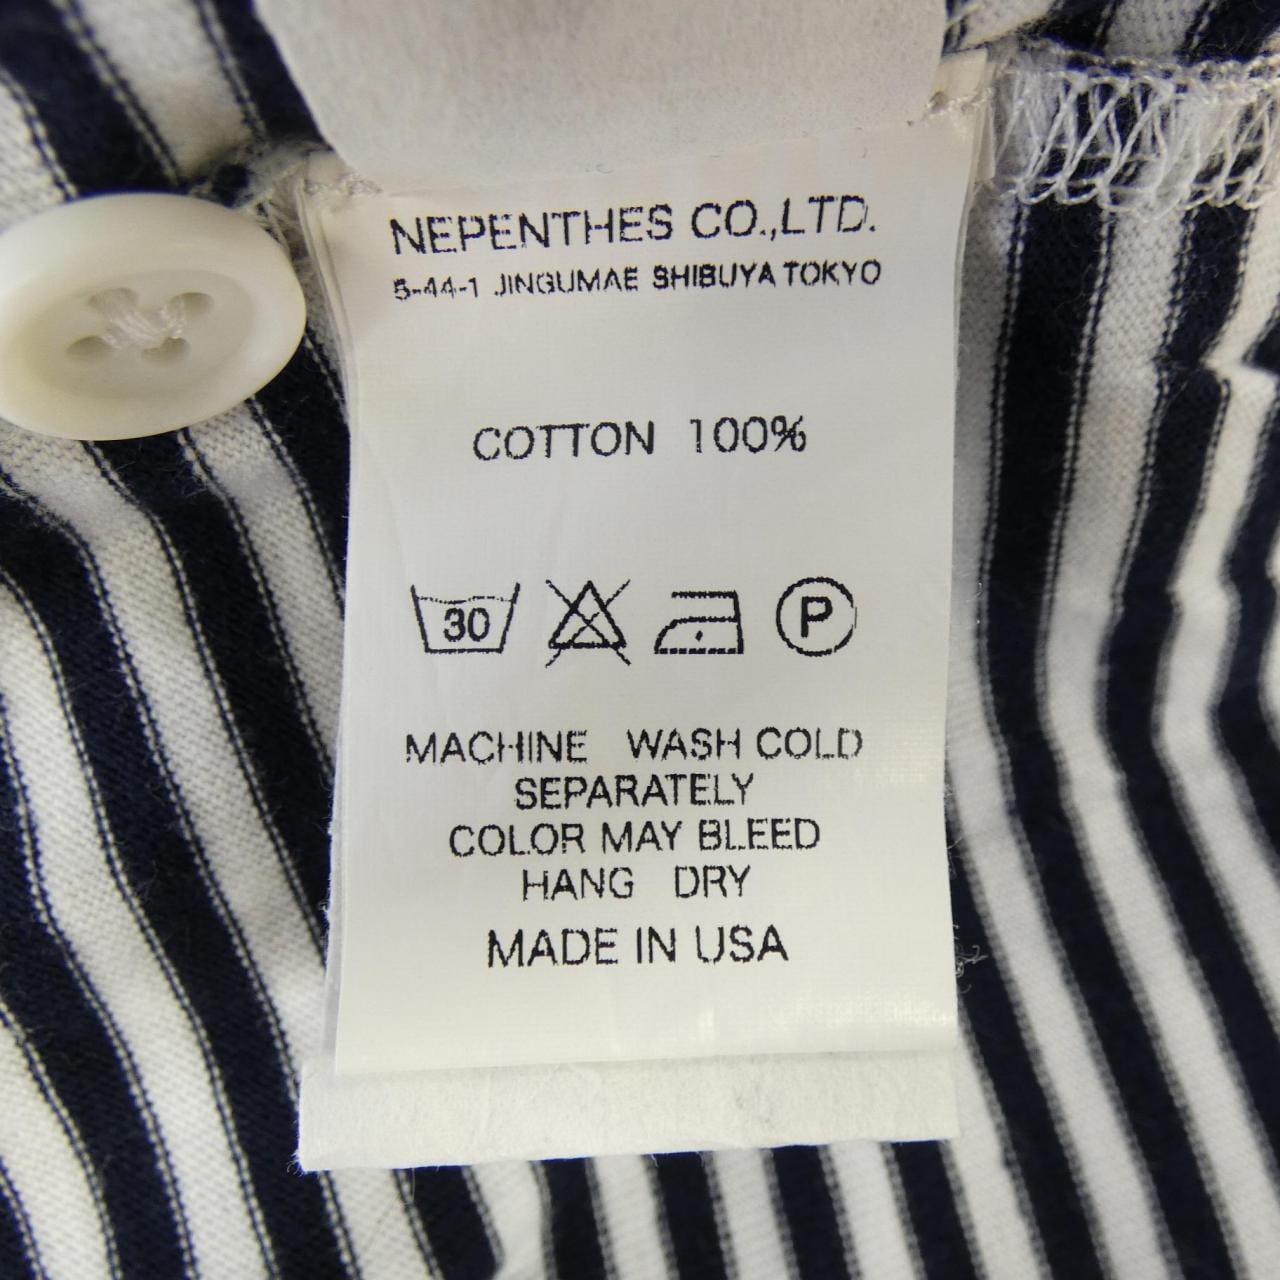 NEPENTHES CO.,LTD.
5-44-1 JINGUMAE SHIBUYA TOKYO
COTTON 100%
30 P
MACHINE WASH COLD
SEPARATELY
COLOR MAY BLEED
HANG DRY
MADE IN USA